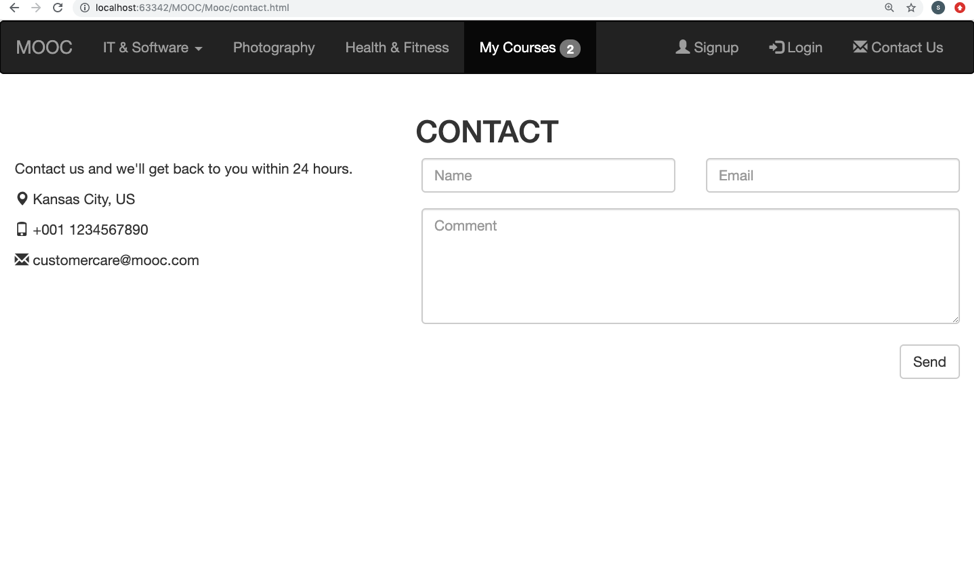 localhost:63342/MOOC/Mooc/contact.html
S
MOOC IT & Software Photography Health & Fitness My Courses 2 Signup Login Contact Us
CONTACT
Contact us and we'll get back to you within 24 hours.
Name Email
Kansas City, US
Comment
+001 1234567890
customercare@mooc.com
Send